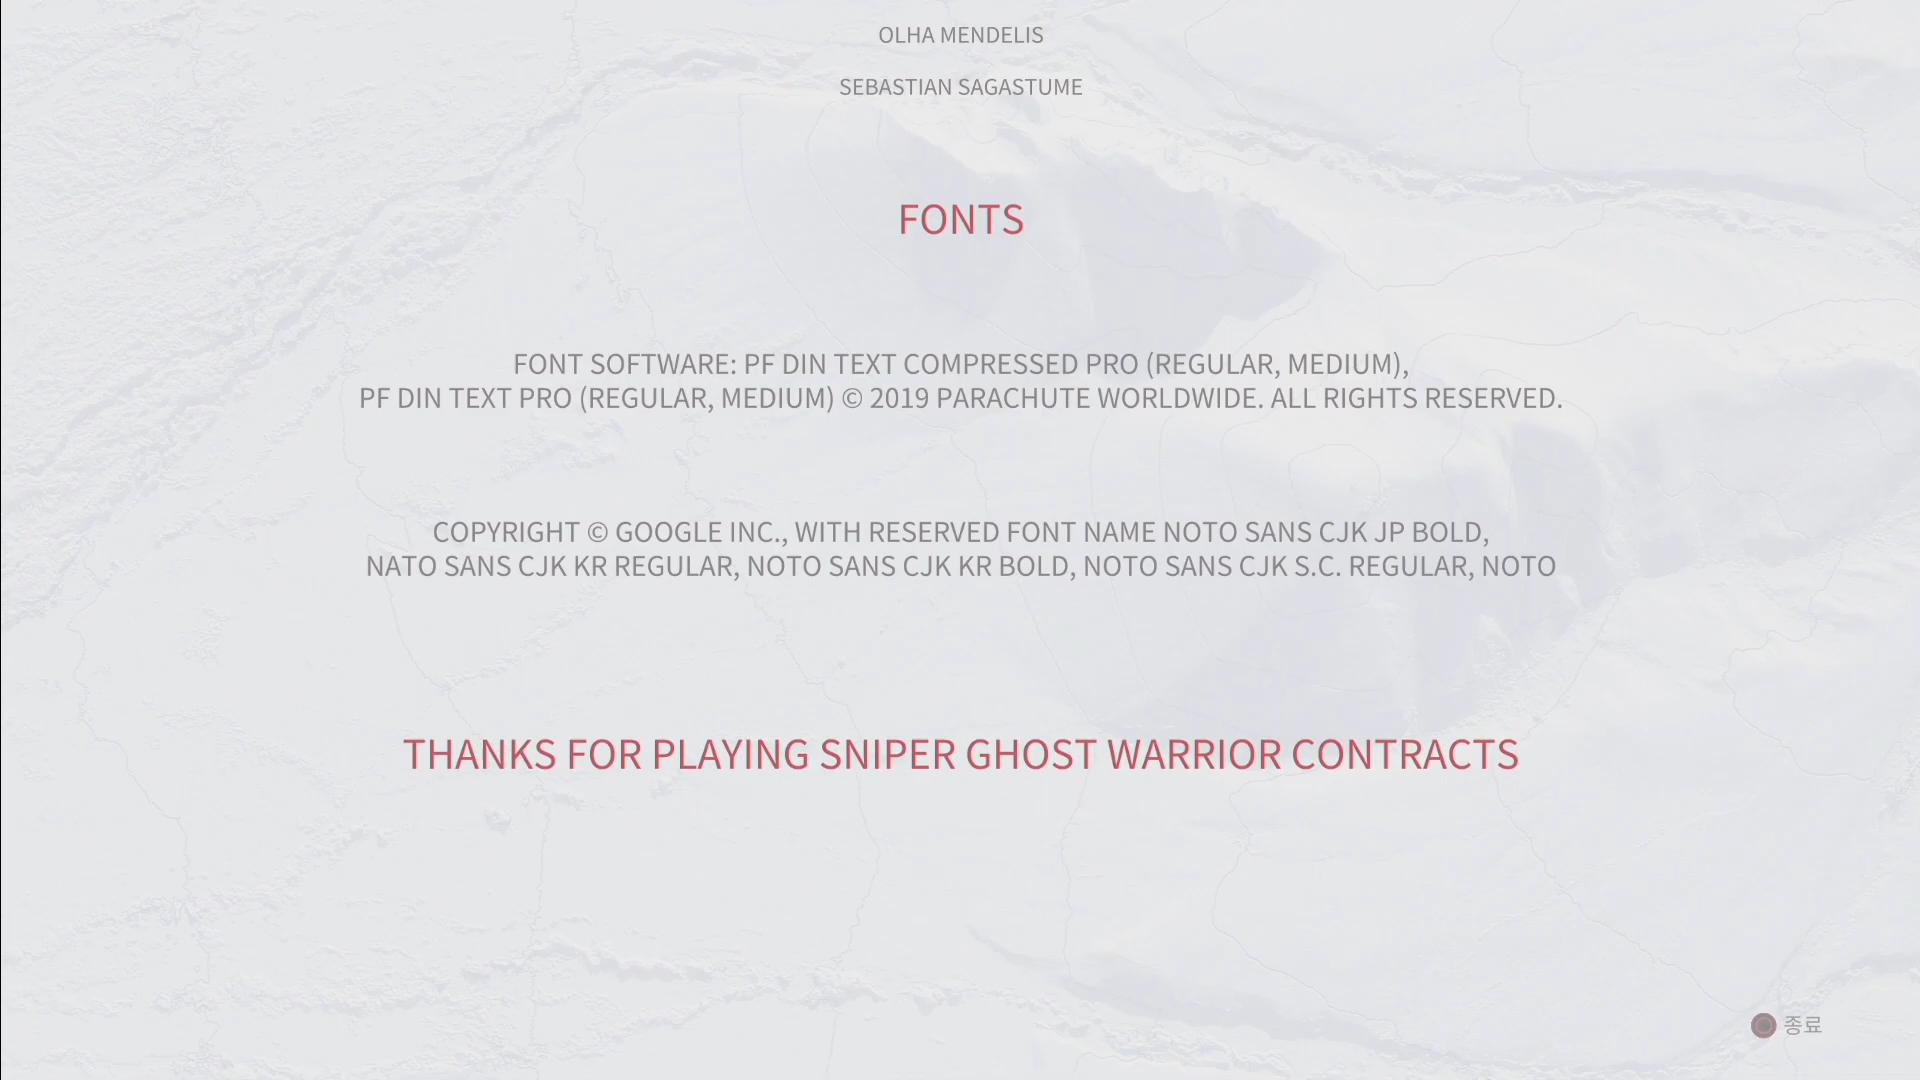 OLHA MENDELIS
SEBASTIAN SAGASTUME
FONTS
FONT SOFTWARE: PF DIN TEXT COMPRESSED PRO (REGULAR, MEDIUM),
PF DIN TEXT PRO (REGULAR, MEDIUM) © 2019 PARACHUTE WORLDWIDE. ALL RIGHTS RESERVED.
COPYRIGHT © GOOGLE INC., WITH RESERVED FONT NAME NOTO SANS CJK JP BOLD,
NATO SANS CJK KR REGULAR, NOTO SANS CJK KR BOLD, NOTO SANS CJK S.C. REGULAR, NOTO
THANKS FOR PLAYING SNIPER GHOST WARRIOR CONTRACTS
종료